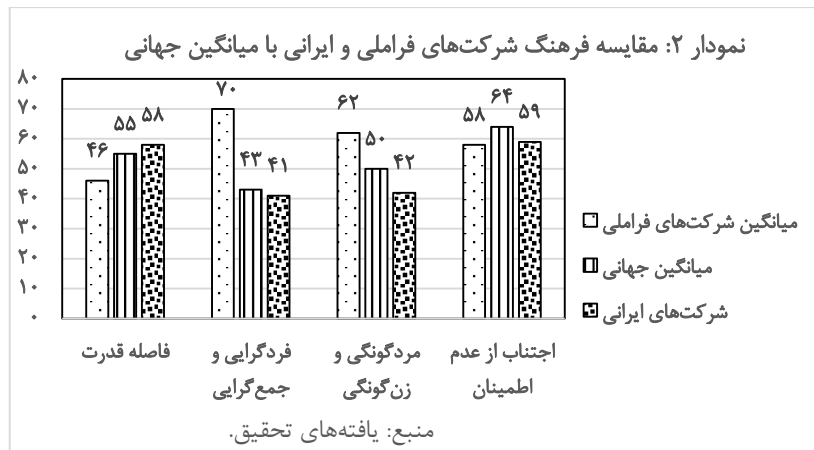 نمودار ۲: مقایسه فرهنگ شرکت‌های فراملی و ایرانی با میانگین جهانی
۸۰
۷۰
۶۰
۵۰
۴۰
۳۰
۲۰
۱۰
۰
۴۶ ۵۵ ۵۸
۷۰ ۴۳ ۴۱
۶۲ ۵۰ ۴۲
۵۸ ۶۴ ۵۹
فاصله قدرت
فردگرایی و
جمع‌گرایی
مردگونگی و
زن‌گونگی
اجتناب از عدم
اطمینان
میانگین شرکت‌های فراملی
میانگین جهانی
شرکت‌های ایرانی
منبع: یافته‌های تحقیق.